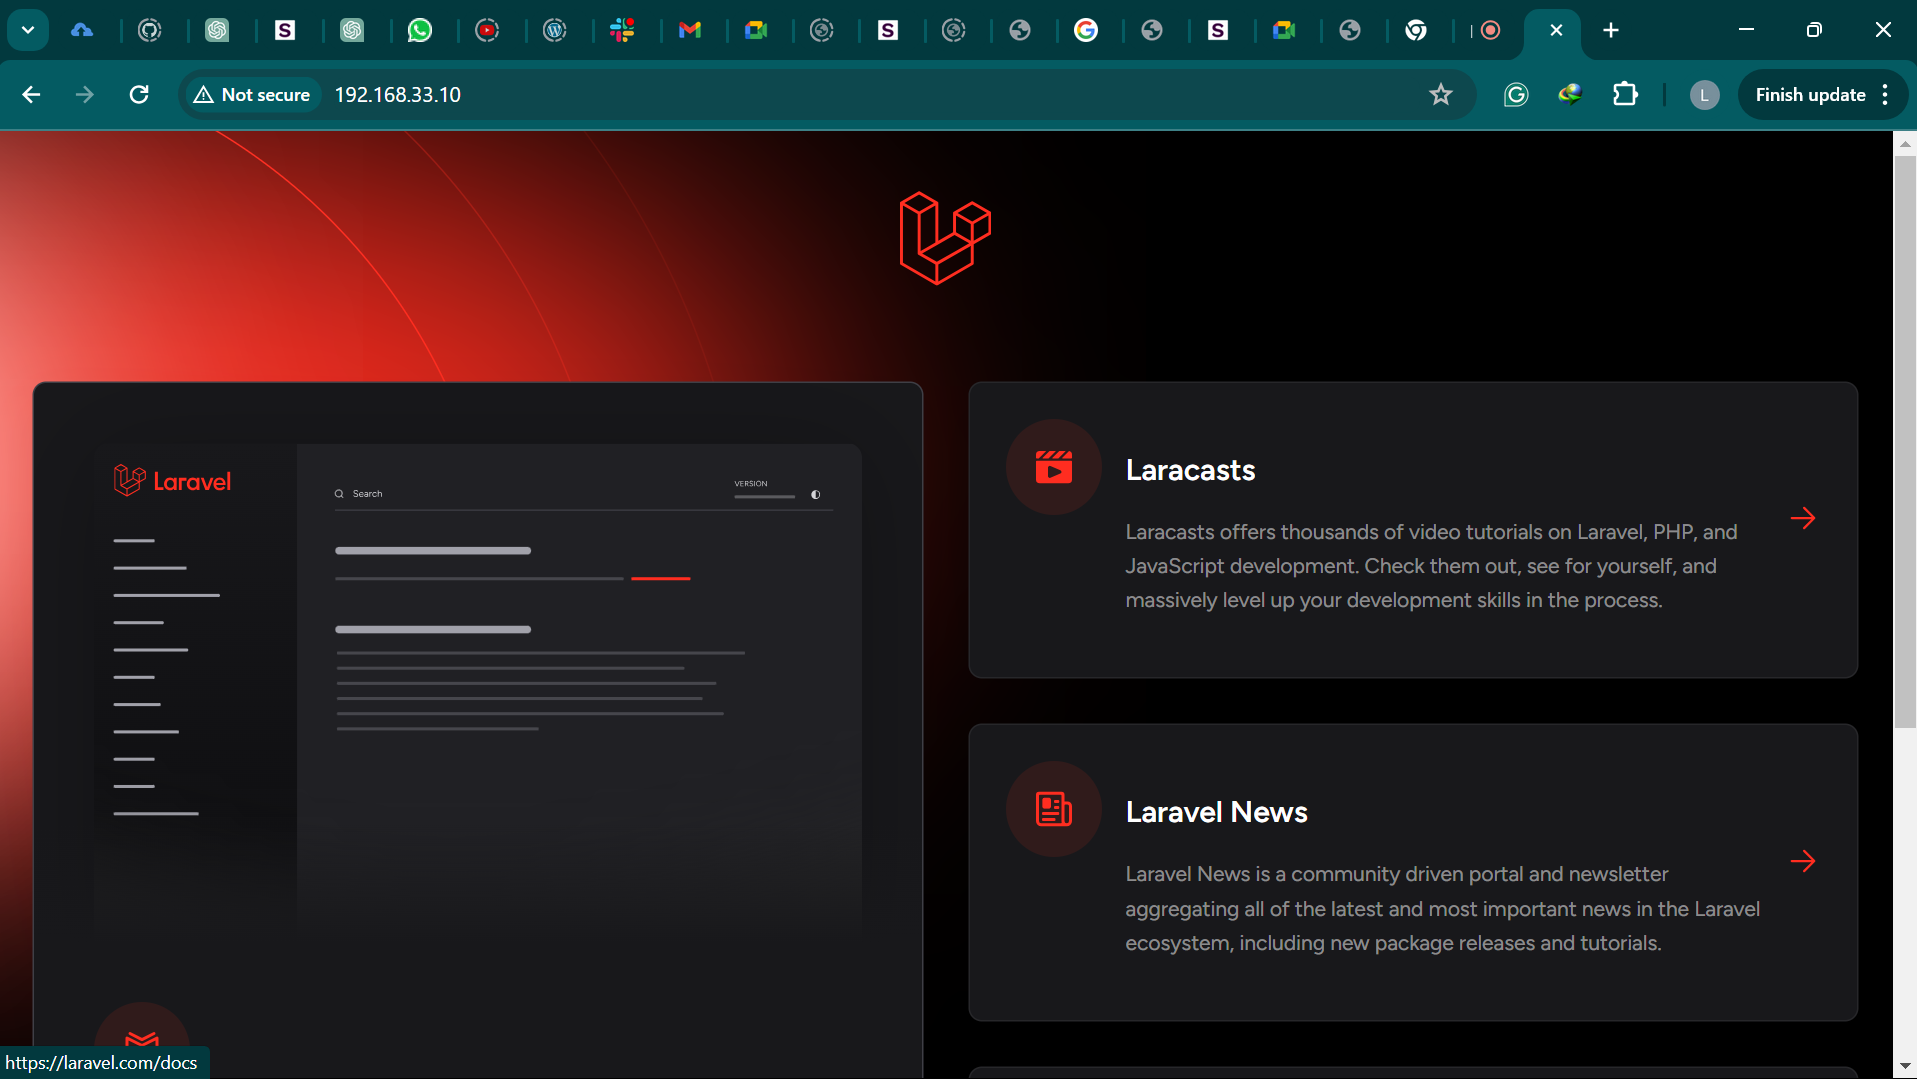 Not secure
192.168.33.10
L
Finish update
Laravel
Search
VERSION
Laracasts
Laracasts offers thousands of video tutorials on Laravel, PHP, and
JavaScript development. Check them out, see for yourself, and
massively level up your development skills in the process.
Laravel News
Laravel News is a community driven portal and newsletter
aggregating all of the latest and most important news in the Laravel
ecosystem, including new package releases and tutorials.
https://laravel.com/docs